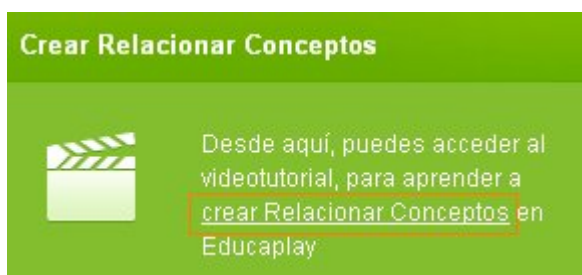 Crear Relacionar Conceptos
Desde aquí, puedes acceder al
videotutorial, para aprender a
crear Relacionar Conceptos en
Educaplay